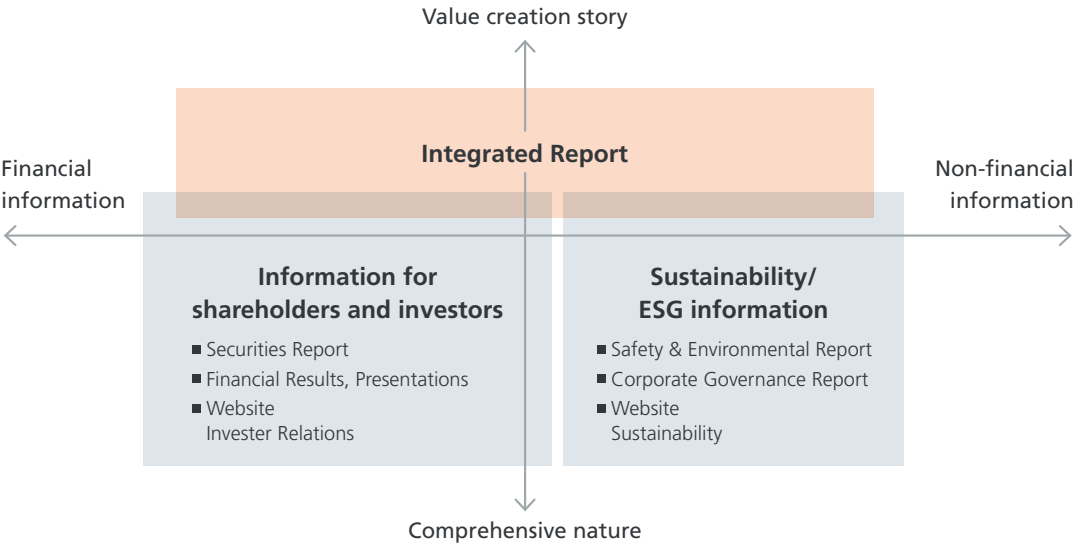 Value creation story
Integrated Report
Financial
information
Non-financial
information
Information for
shareholders and investors
■ Securities Report
■ Financial Results, Presentations
■ Website
Invester Relations
Sustainability/
ESG information
■ Safety & Environmental Report
■ Corporate Governance Report
■ Website
Sustainability
Comprehensive nature